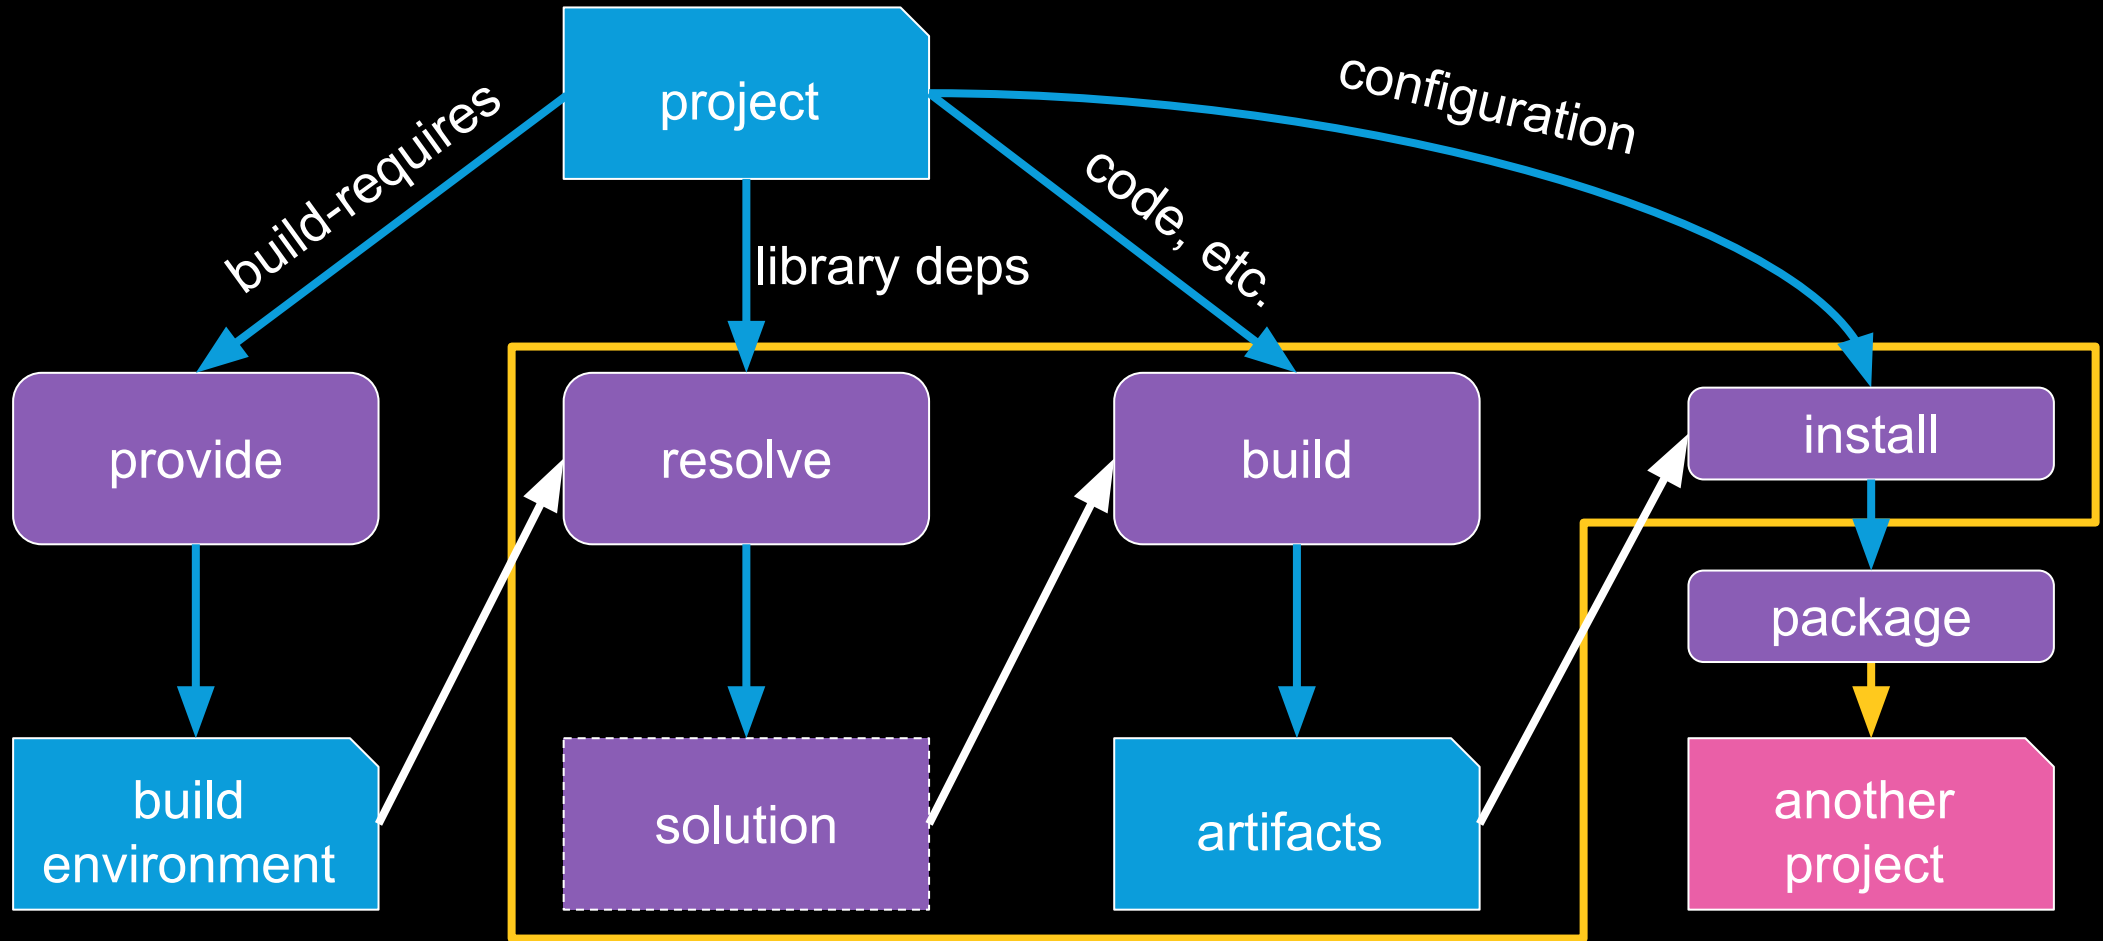 project
build-requires
library deps
code, etc.
configuration
provide
resolve
build
install
package
build
environment
solution
artifacts
another
project